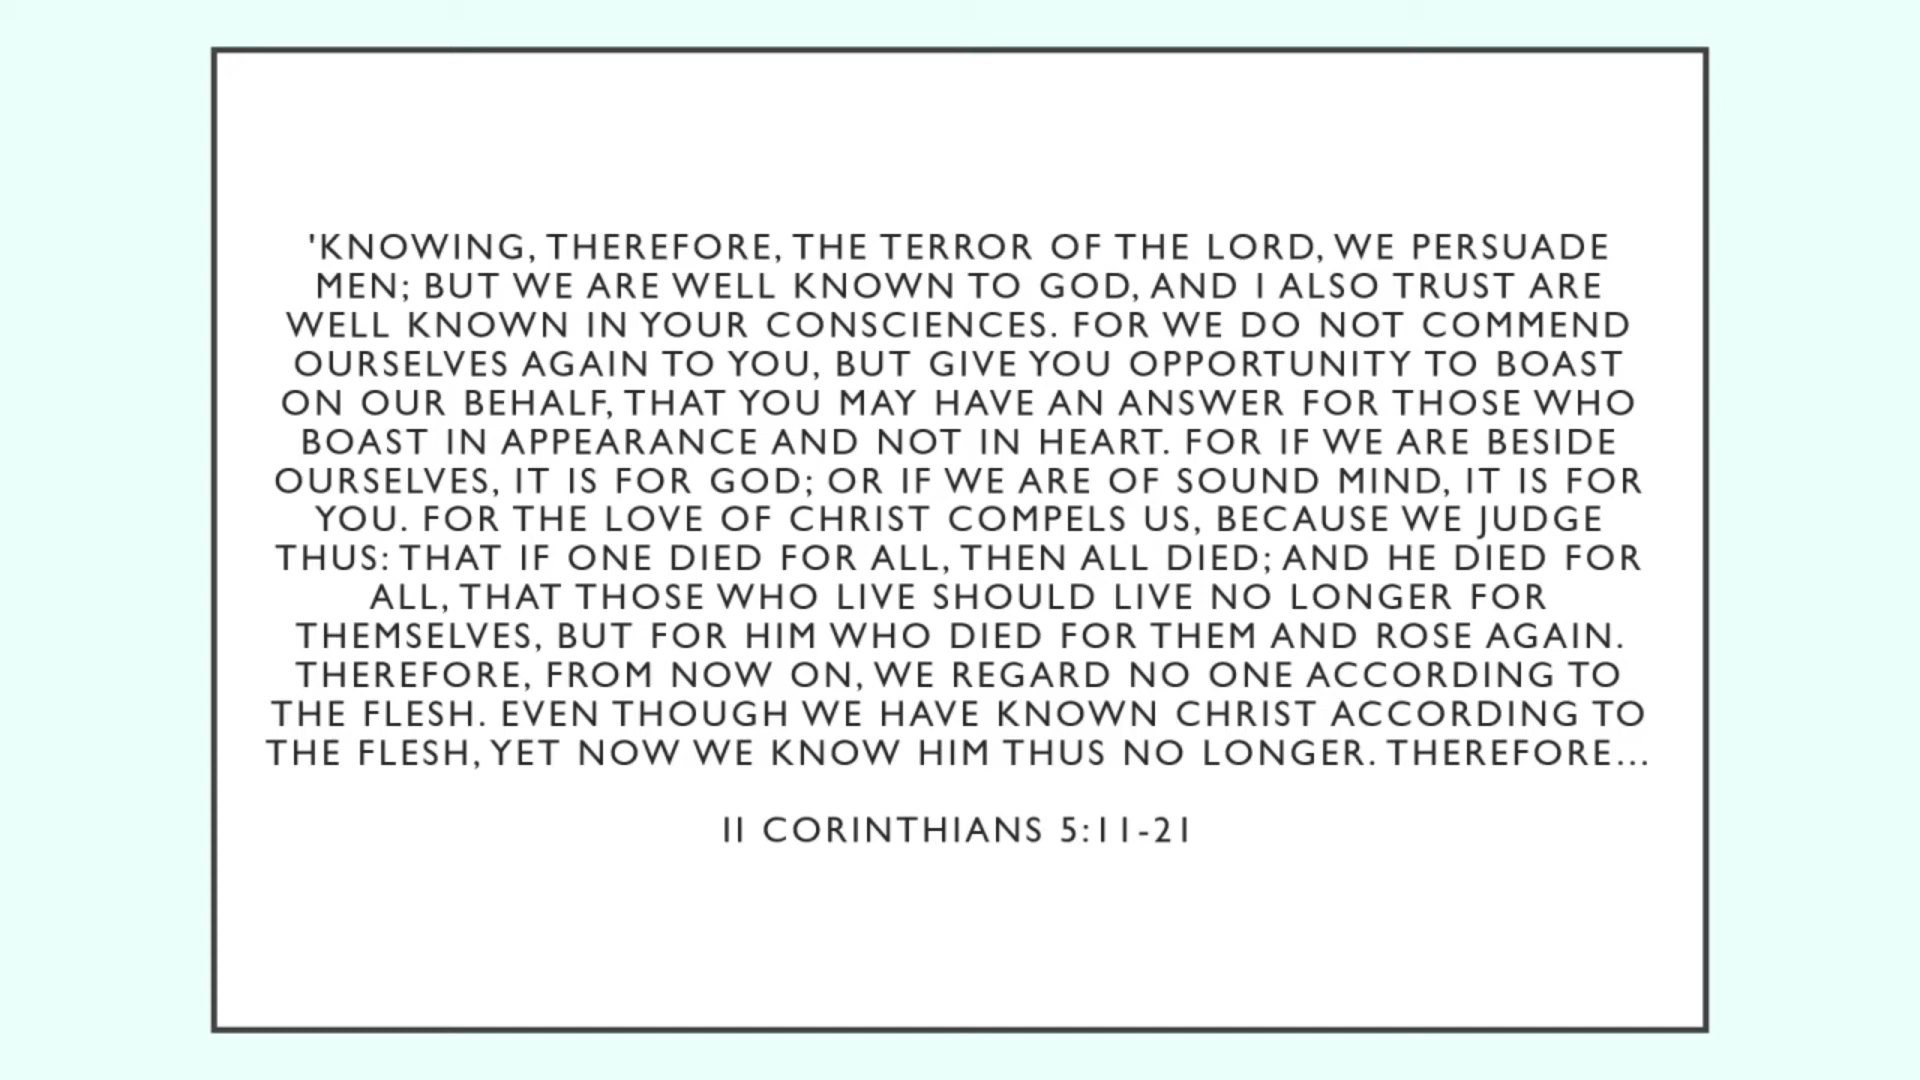 'KNOWING, THEREFORE, THE TERROR OF THE LORD, WE PERSUADE
MEN; BUT WE ARE WELL KNOWN TO GOD, AND I ALSO TRUST ARE
WELL KNOWN IN YOUR CONSCIENCES. FOR WE DO NOT COMMEND
OURSELVES AGAIN TO YOU, BUT GIVE YOU OPPORTUNITY TO BOAST
ON OUR BEHALF, THAT YOU MAY HAVE AN ANSWER FOR THOSE WHO
BOAST IN APPEARANCE AND NOT IN HEART. FOR IF WE ARE BESIDE
OURSELVES, IT IS FOR GOD; OR IF WE ARE OF SOUND MIND, IT IS FOR
YOU. FOR THE LOVE OF CHRIST COMPELS US, BECAUSE WE JUDGE
THUS: THAT IF ONE DIED FOR ALL, THEN ALL DIED; AND HE DIED FOR
ALL, THAT THOSE WHO LIVE SHOULD LIVE NO LONGER FOR
THEMSELVES, BUT FOR HIM WHO DIED FOR THEM AND ROSE AGAIN.
THEREFORE, FROM NOW ON, WE REGARD NO ONE ACCORDING TO
THE FLESH. EVEN THOUGH WE HAVE KNOWN CHRIST ACCORDING TO
THE FLESH, YET NOW WE KNOW HIM THUS NO LONGER. THEREFORE...
II CORINTHIANS 5:11-21